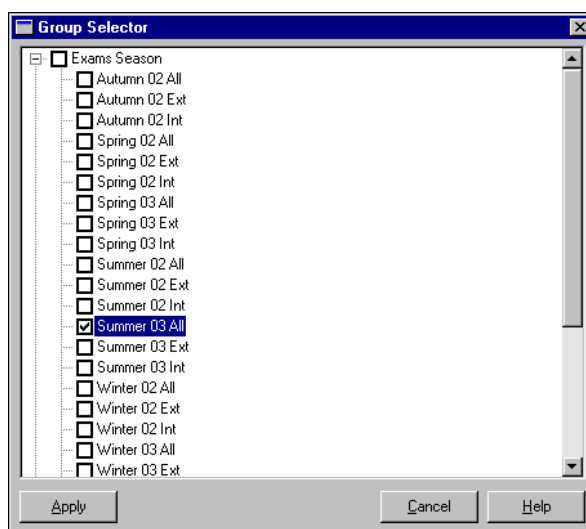 Group Selector
Exams Season
Autumn 02 All
Autumn 02 Ext
Autumn 02 Int
Spring 02 All
Spring 02 Ext
Spring 02 Int
Spring 03 All
Spring 03 Ext
Spring 03 Int
Summer 02 All
Summer 02 Ext
Summer 02 Int
Summer 03 All
Summer 03 Ext
Summer 03 Int
Winter 02 All
Winter 02 Ext
Winter 02 Int
Winter 03 All
Winter 03 Ext
Apply Cancel Help